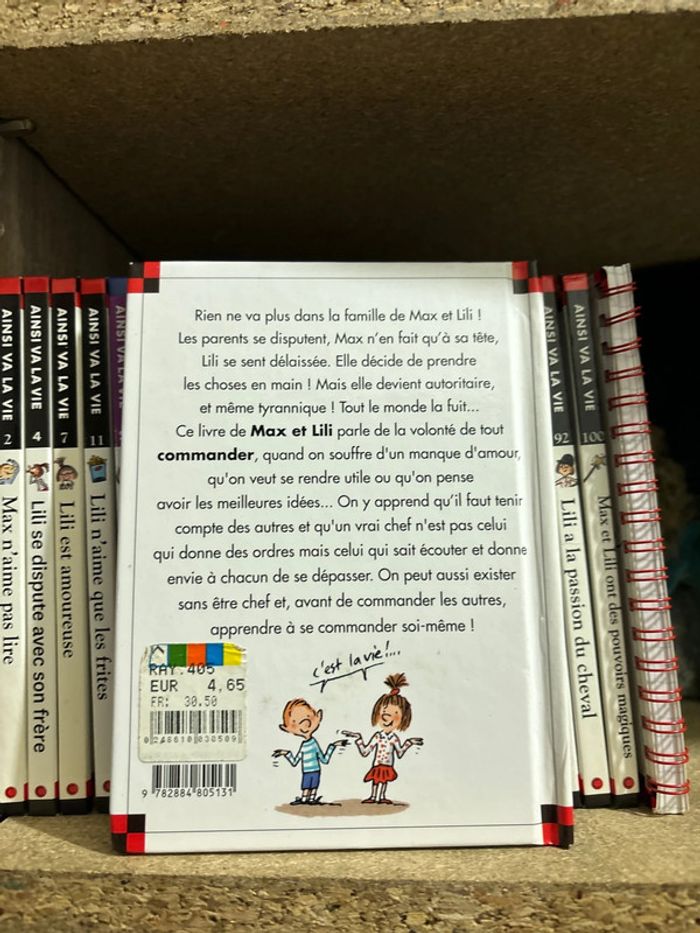 AINSI VA LA VIE 2 Max n'aime pas lire
AINSI VA LA VIE 4 Lili se dispute avec son frère
AINSI VA LA VIE 7 Lili est amoureuse
AINSI VA LA VIE 11 Lili n'aime que les frites
AINSI VA LA VIE
Rien ne va plus dans la famille de Max et Lili !
Les parents se disputent, Max n'en fait qu'à sa tête,
Lili se sent délaissée. Elle décide de prendre
les choses en main ! Mais elle devient autoritaire,
et même tyrannique ! Tout le monde la fuit...
Ce livre de Max et Lili parle de la volonté de tout
commander, quand on souffre d'un manque d'amour,
qu'on veut se rendre utile ou qu'on pense
avoir les meilleures idées... On y apprend qu'il faut tenir
compte des autres et qu'un vrai chef n'est pas celui
qui donne des ordres mais celui qui sait écouter et donne
envie à chacun de se dépasser. On peut aussi exister
sans être chef et, avant de commander les autres,
apprendre à se commander soi-même !
c'est la vie !...
RAY.405
EUR 4,65
FR: 30.50
9 782884 805131
AINSI VA LA VIE 92 Lili a la passion du cheval
AINSI VA LA VIE 100 Max et Lili ont des pouvoirs magiques